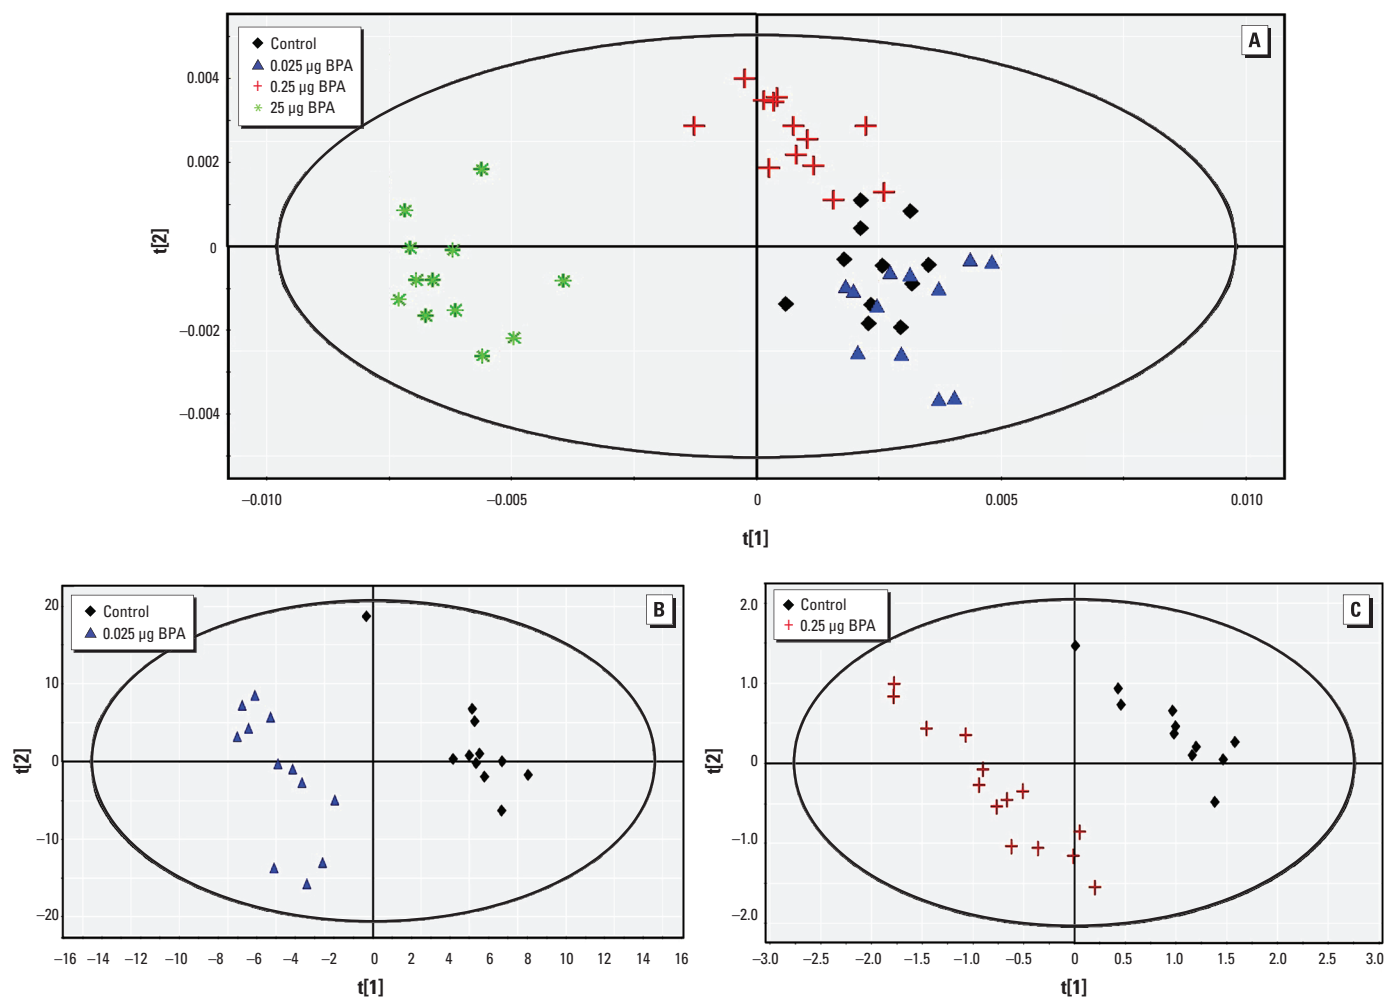 A
Control
0.025 µg BPA
0.25 µg BPA
25 µg BPA
0.004
0.002
0
–0.002
–0.004
t[2]
–0.010 –0.005 0 0.005 0.010
t[1]
B
Control
0.025 µg BPA
20
10
0
–10
–20
t[2]
–16 –14 –12 –10 –8 –6 –4 –2 0 2 4 6 8 10 12 14 16
t[1]
C
Control
0.25 µg BPA
2.0
1.0
0
–1.0
–2.0
t[2]
–3.0 –2.5 –2.0 –1.5 –1.0 –0.5 0 0.5 1.0 1.5 2.0 2.5 3.0
t[1]